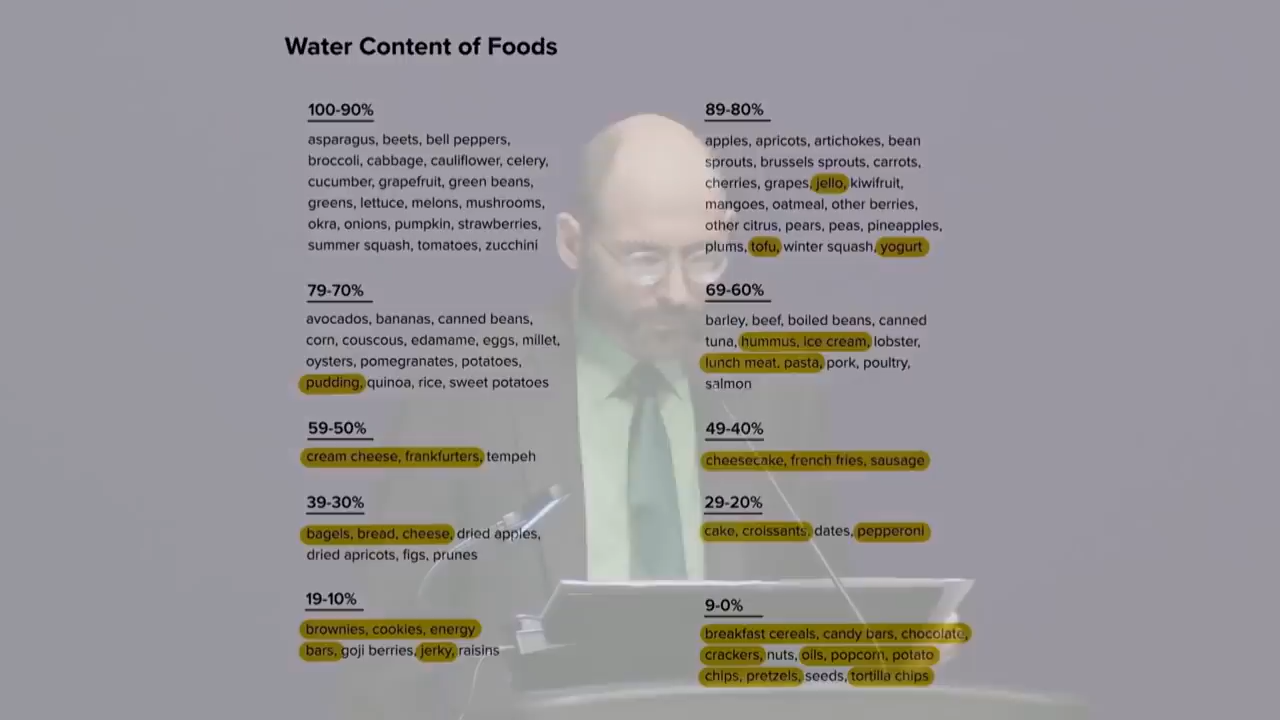 Water Content of Foods
100-90%
asparagus, beets, bell peppers,
broccoli, cabbage, cauliflower, celery,
cucumber, grapefruit, green beans,
greens, lettuce, melons, mushrooms,
okra, onions, pumpkin, strawberries,
summer squash, tomatoes, zucchini
89-80%
apples, apricots, artichokes, bean
sprouts, brussels sprouts, carrots,
cherries, grapes, jello, kiwifruit,
mangoes, oatmeal, other berries,
other citrus, pears, peas, pineapples,
plums, tofu, winter squash, yogurt
79-70%
avocados, bananas, canned beans,
corn, couscous, edamame, eggs, millet,
oysters, pomegranates, potatoes,
pudding, quinoa, rice, sweet potatoes
69-60%
barley, beef, boiled beans, canned
tuna, hummus, ice cream, lobster,
lunch meat, pasta, pork, poultry,
salmon
59-50%
cream cheese, frankfurters, tempeh
49-40%
cheesecake, french fries, sausage
39-30%
bagels, bread, cheese, dried apples,
dried apricots, figs, prunes
29-20%
cake, croissants, dates, pepperoni
19-10%
brownies, cookies, energy
bars, goji berries, jerky, raisins
9-0%
breakfast cereals, candy bars, chocolate,
crackers, nuts, oils, popcorn, potato
chips, pretzels, seeds, tortilla chips